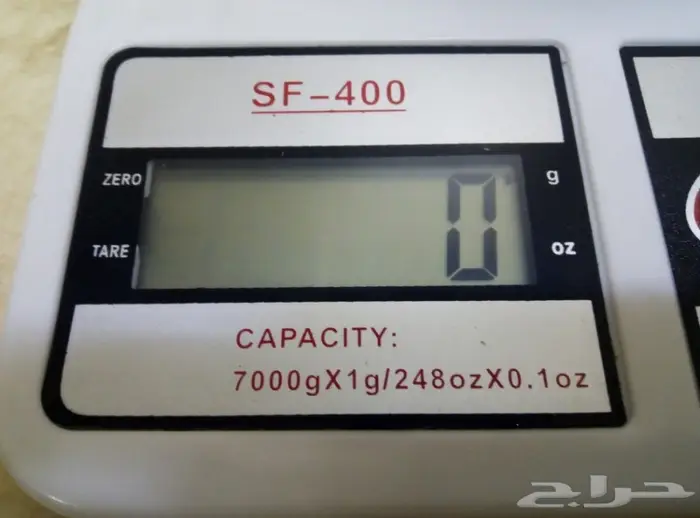 SF-400
ZERO
g
0
TARE
oz
CAPACITY:
7000gX1g/248ozX0.1oz
حراج